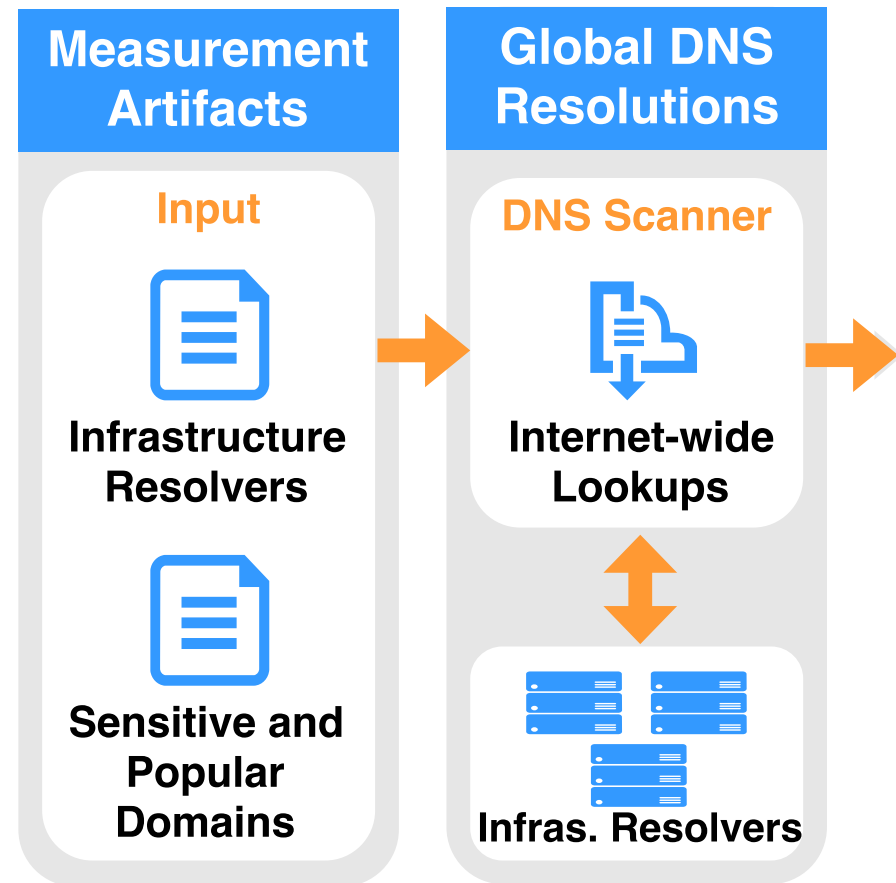 Measurement
Artifacts
Input
Infrastructure
Resolvers
Sensitive and
Popular
Domains
Global DNS
Resolutions
DNS Scanner
Internet-wide
Lookups
Infras. Resolvers